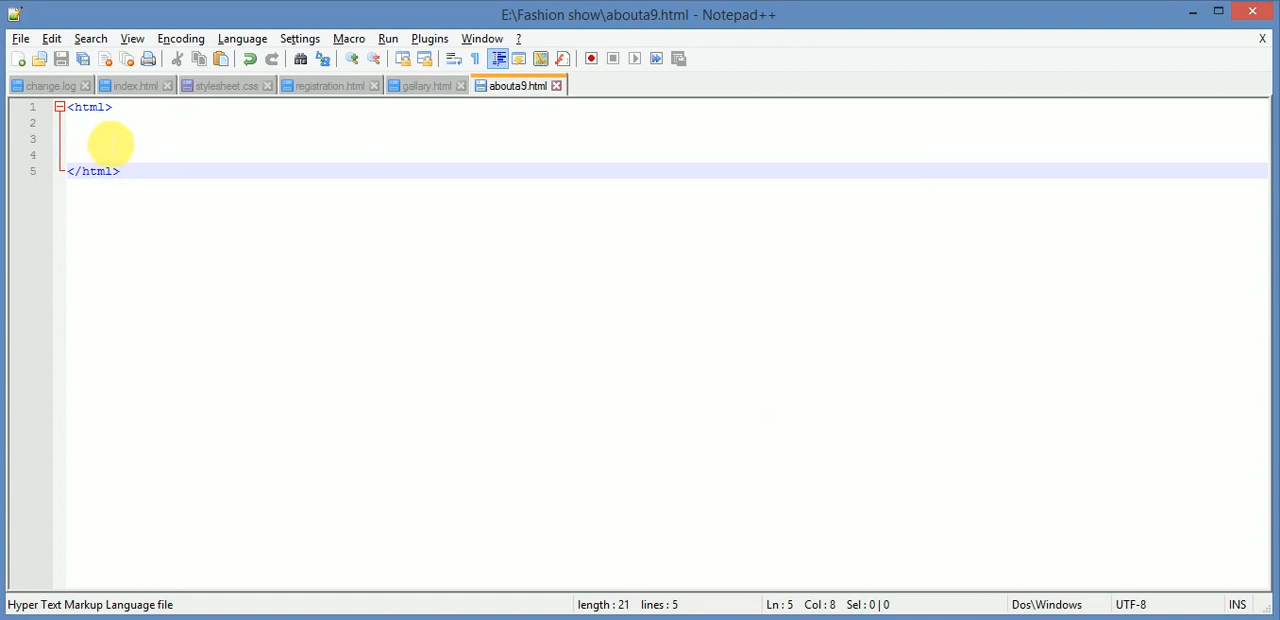 E:\Fashion show\abouta9.html - Notepad++
File Edit Search View Encoding Language Settings Macro Run Plugins Window ? X
change.log index.html stylesheet.css registration.html gallary.html abouta9.html
1 <html>
2
3
4
5 </html>
Hyper Text Markup Language file length : 21 lines : 5 Ln : 5 Col : 8 Sel : 0 | 0 Dos\Windows UTF-8 INS